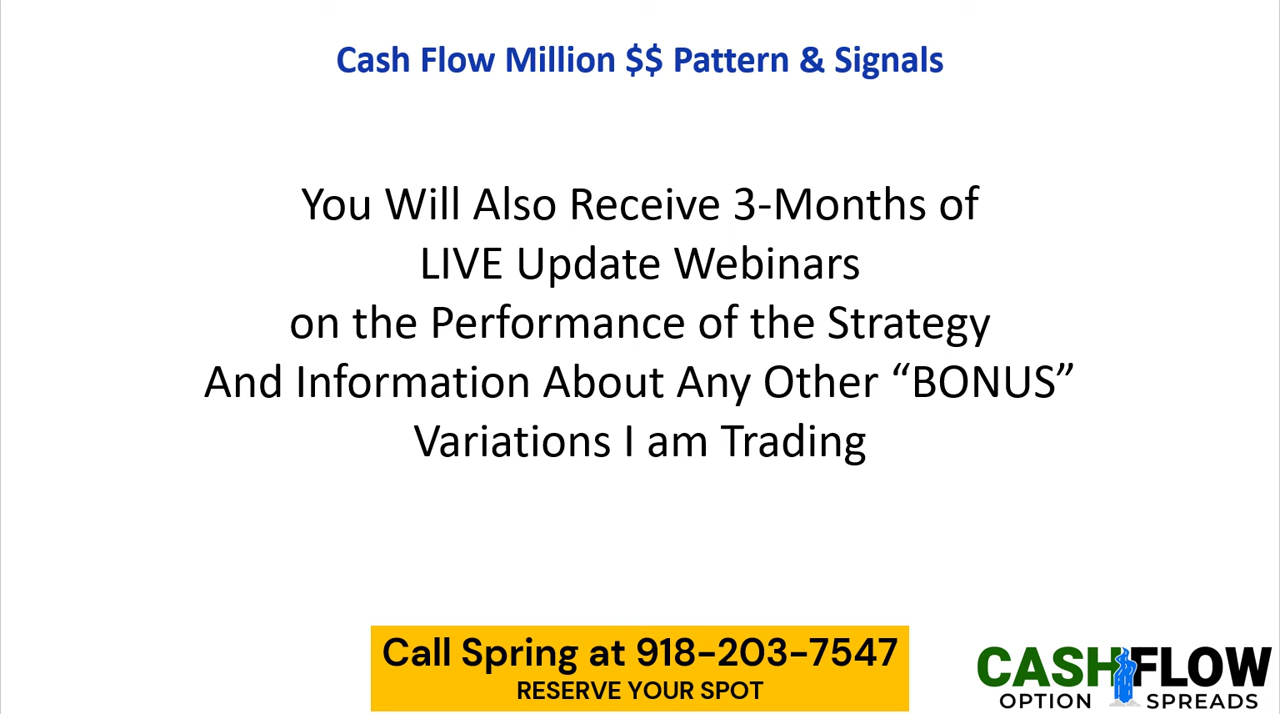 Cash Flow Million $$ Pattern & Signals
You Will Also Receive 3-Months of
LIVE Update Webinars
on the Performance of the Strategy
And Information About Any Other “BONUS”
Variations I am Trading
Call Spring at 918-203-7547
RESERVE YOUR SPOT
CASH FLOW
OPTION SPREADS